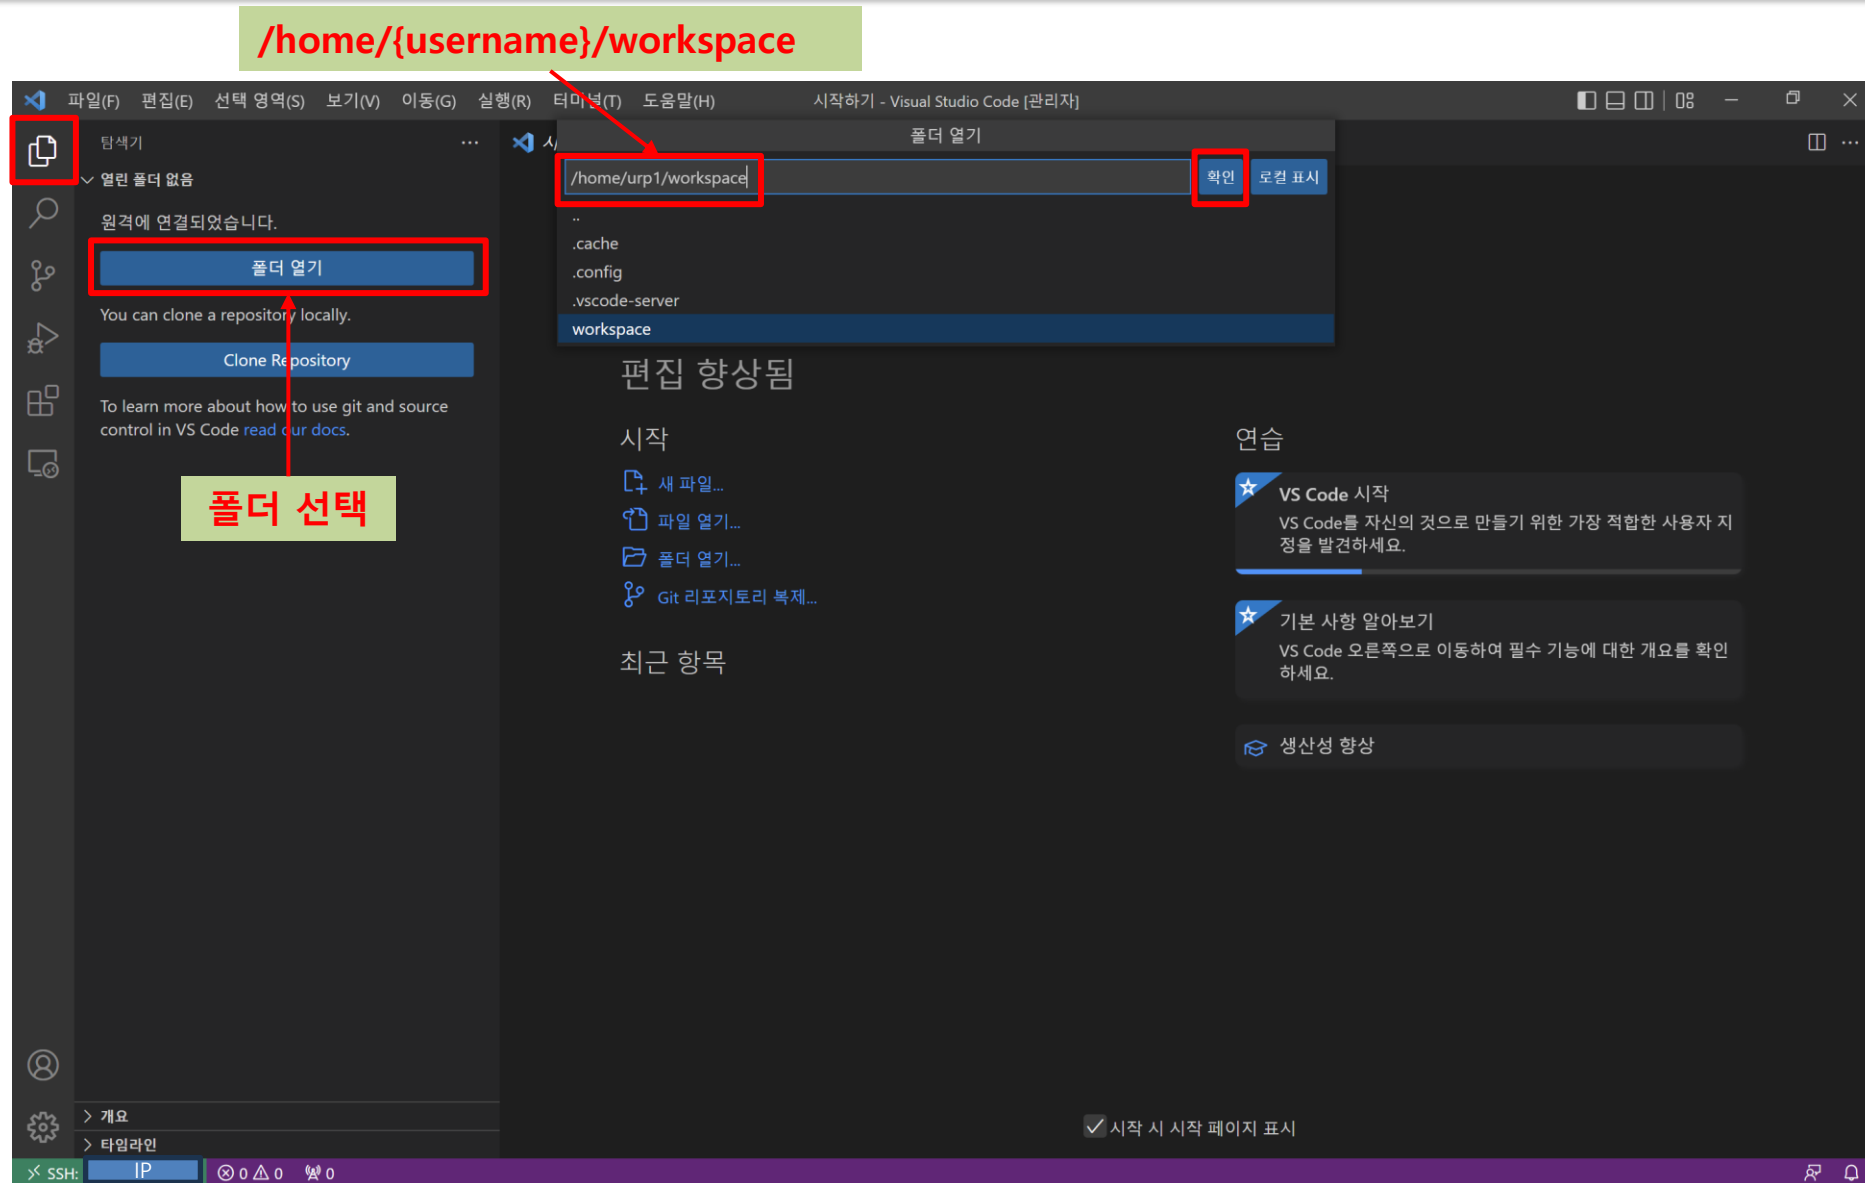 /home/{username}/workspace
파일(F) 편집(E) 선택 영역(S) 보기(V) 이동(G) 실행(R) 터미널(T) 도움말(H) 시작하기 - Visual Studio Code [관리자]
탐색기
폴더 열기
열린 폴더 없음
/home/urp1/workspace 확인 로컬 표시
원격에 연결되었습니다.
..
.cache
폴더 열기
.config
.vscode-server
You can clone a repository locally.
workspace
Clone Repository
편집 향상됨
To learn more about how to use git and source
control in VS Code read our docs.
폴더 선택
시작
새 파일...
파일 열기...
폴더 열기...
Git 리포지토리 복제...
최근 항목
연습
VS Code 시작
VS Code를 자신의 것으로 만들기 위한 가장 적합한 사용자 지
정을 발견하세요.
기본 사항 알아보기
VS Code 오른쪽으로 이동하여 필수 기능에 대한 개요를 확인
하세요.
생산성 향상
개요
시작 시 시작 페이지 표시
타임라인
SSH: IP 0 0 0